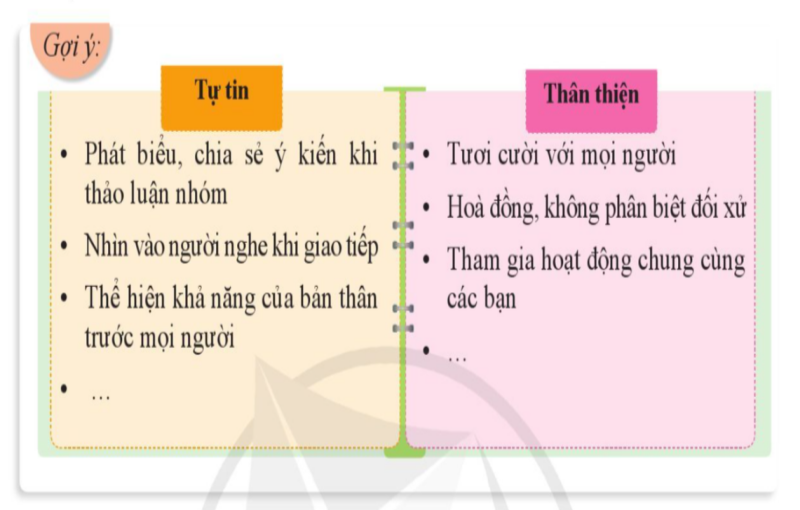 Gợi ý:
Tự tin
• Phát biểu, chia sẻ ý kiến khi
thảo luận nhóm
• Nhìn vào người nghe khi giao tiếp
• Thể hiện khả năng của bản thân
trước mọi người
• ...
Thân thiện
• Tươi cười với mọi người
• Hoà đồng, không phân biệt đối xử
• Tham gia hoạt động chung cùng
các bạn
• ...